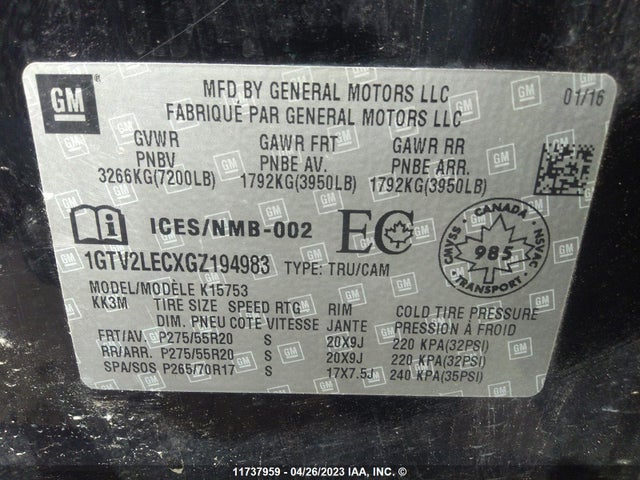 GM
MFD BY GENERAL MOTORS LLC
FABRIQUÉ PAR GENERAL MOTORS LLC
01/16
GVWR GAWR FRT GAWR RR
PNBV PNBE AV. PNBE ARR.
3266KG(7200LB) 1792KG(3950LB) 1792KG(3950LB)
ICES/NMB-002 EC
CANADA
SVAMN NSVAC
985
TRANSPORT
1GTV2LECXGZ194983 TYPE: TRU/CAM
MODEL/MODÈLE K15753
KK3M TIRE SIZE SPEED RTG RIM COLD TIRE PRESSURE
DIM. PNEU COTE VITESSE JANTE PRESSION À FROID
FRT/AV. P275/55R20 S 20X9J 220 KPA(32PSI)
RR/ARR. P275/55R20 S 20X9J 220 KPA(32PSI)
SPA/SOS P265/70R17 S 17X7.5J 240 KPA(35PSI)
11737959 - 04/26/2023 IAA, INC. ©